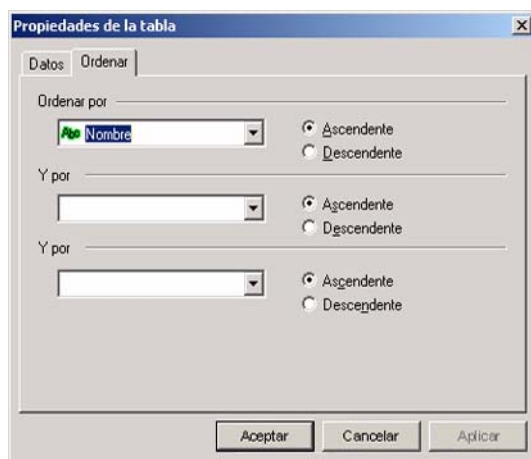 Propiedades de la tabla
Datos Ordenar
Ordenar por
Abc Nombre
Ascendente
Descendente
Y por
Ascendente
Descendente
Y por
Ascendente
Descendente
Aceptar Cancelar Aplicar